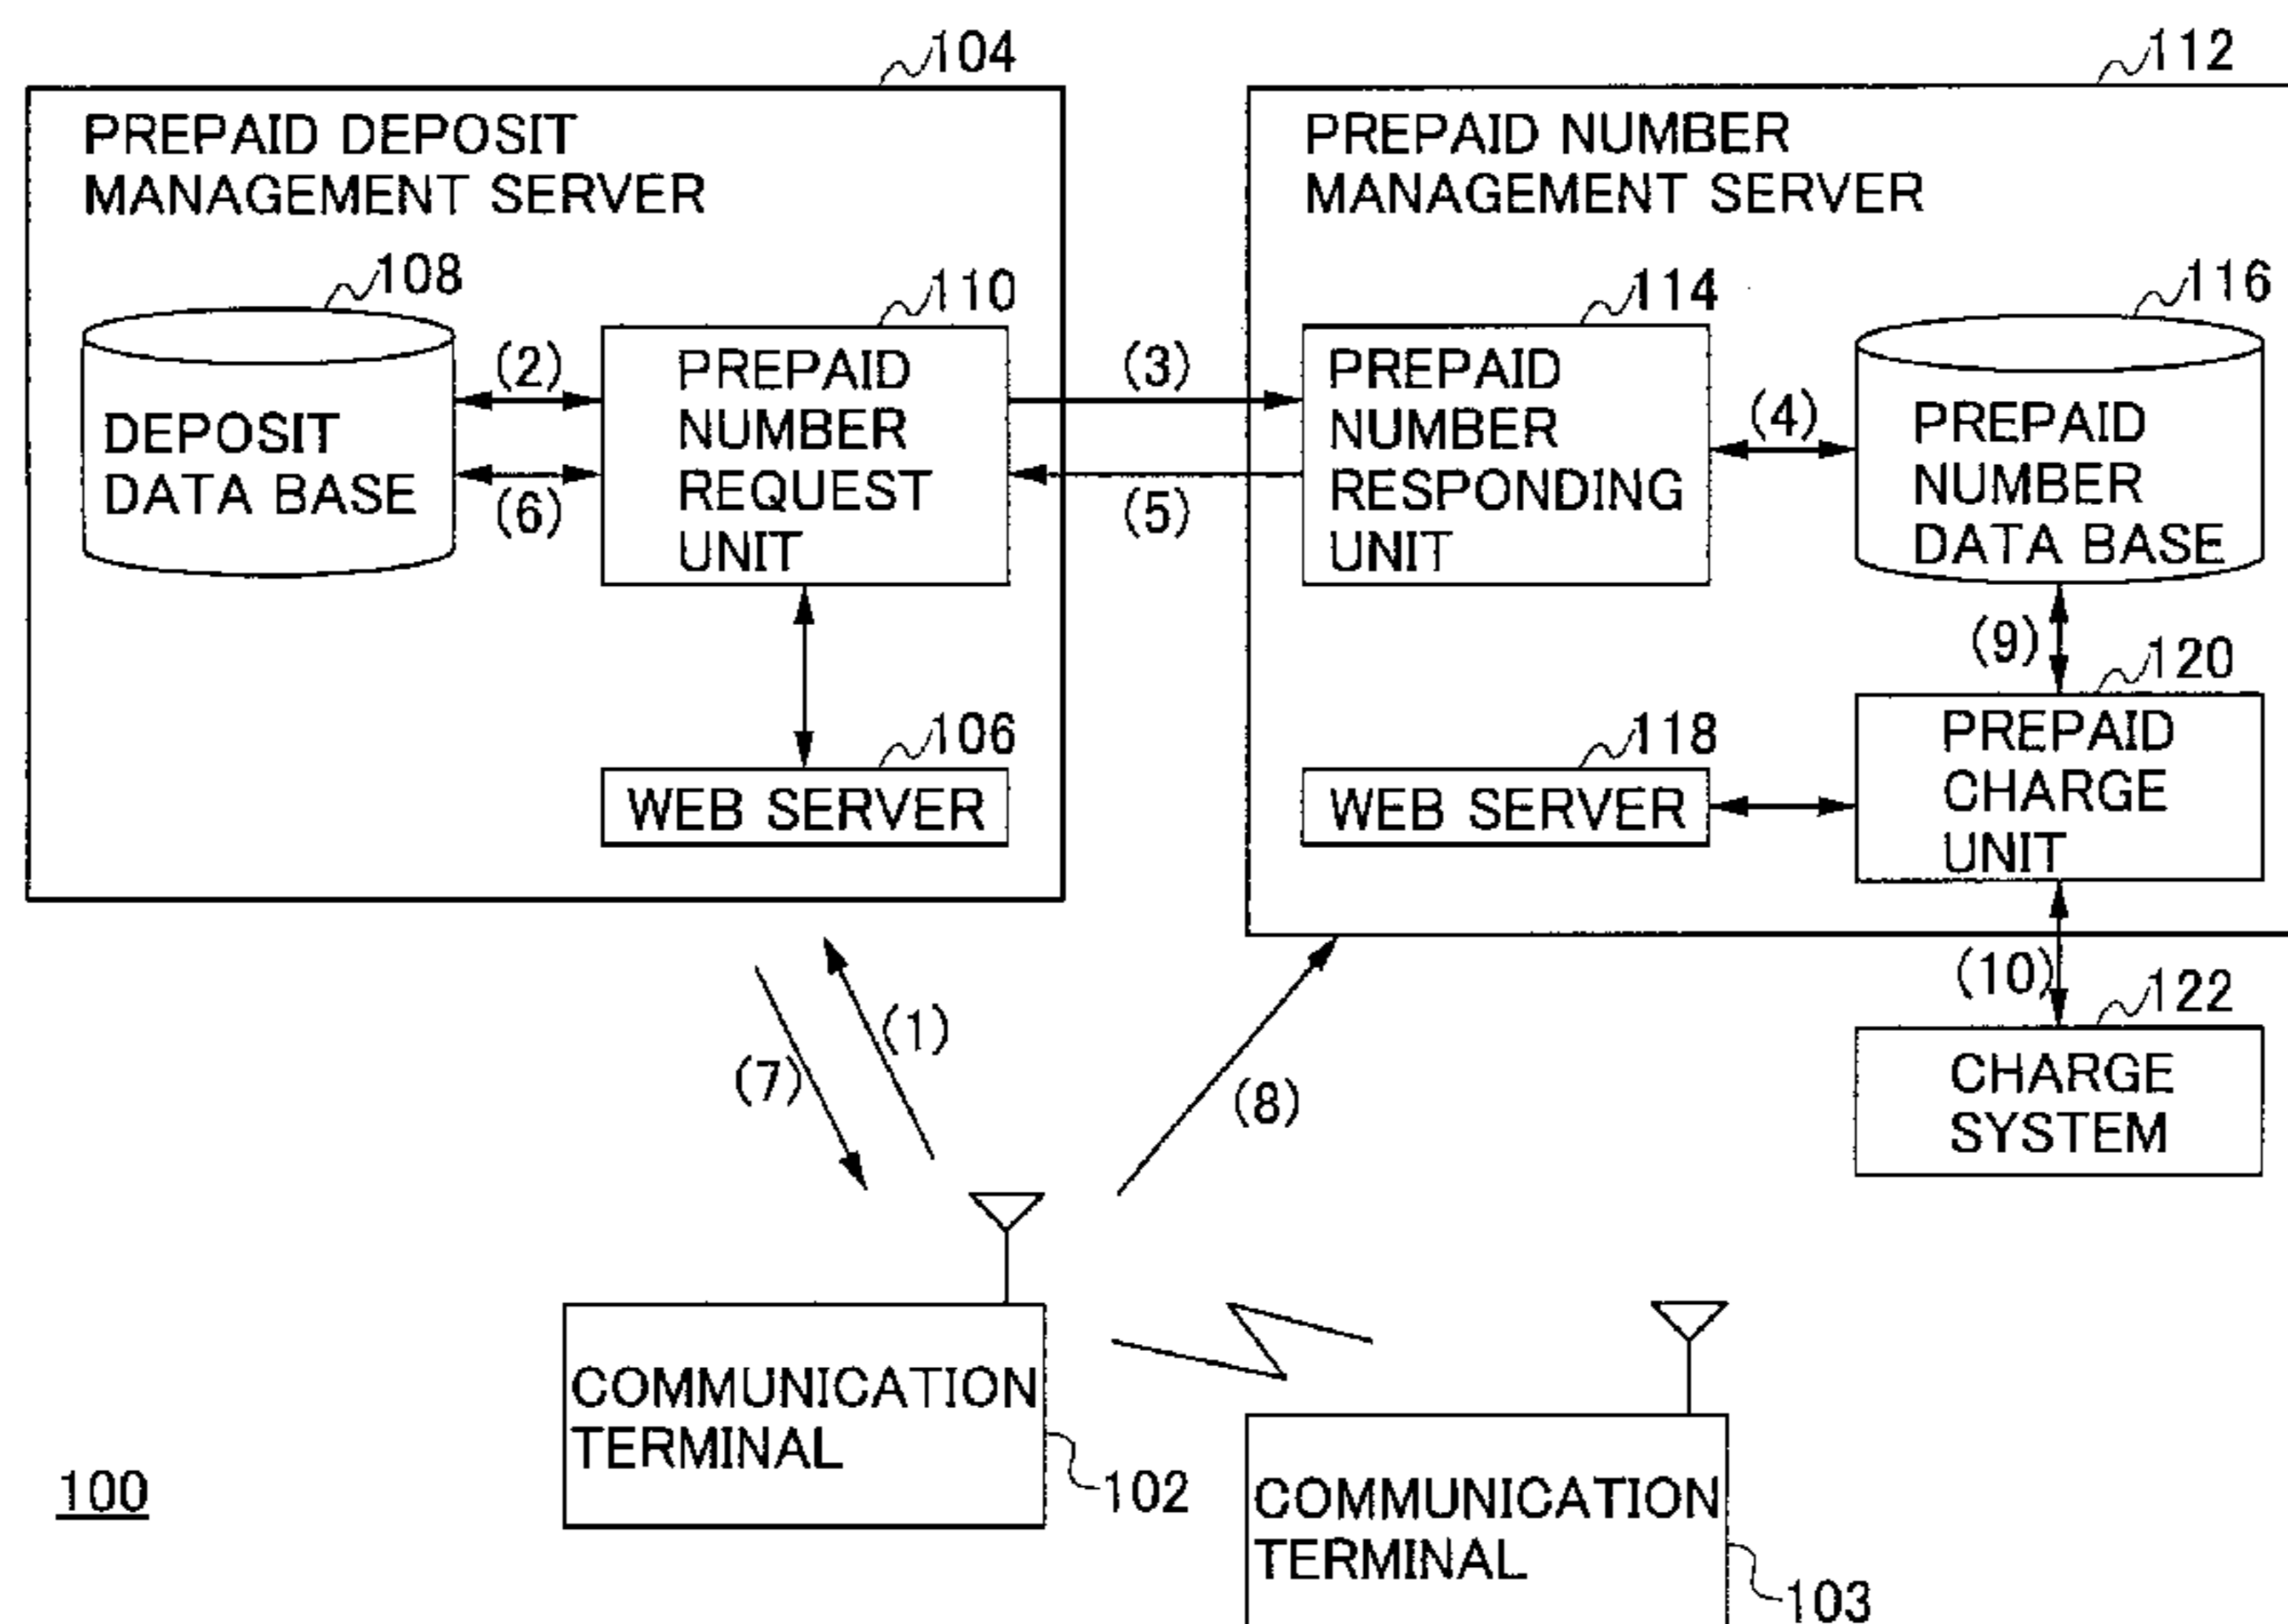 104
112
PREPAID DEPOSIT
MANAGEMENT SERVER
PREPAID NUMBER
MANAGEMENT SERVER
108
110
114
116
DEPOSIT
DATA BASE
(2)
(6)
PREPAID
NUMBER
REQUEST
UNIT
(3)
(5)
PREPAID
NUMBER
RESPONDING
UNIT
(4)
PREPAID
NUMBER
DATA BASE
(9)
120
106
WEB SERVER
118
WEB SERVER
PREPAID
CHARGE
UNIT
(10)
122
CHARGE
SYSTEM
(7)
(1)
(8)
COMMUNICATION
TERMINAL
102
COMMUNICATION
TERMINAL
103
100